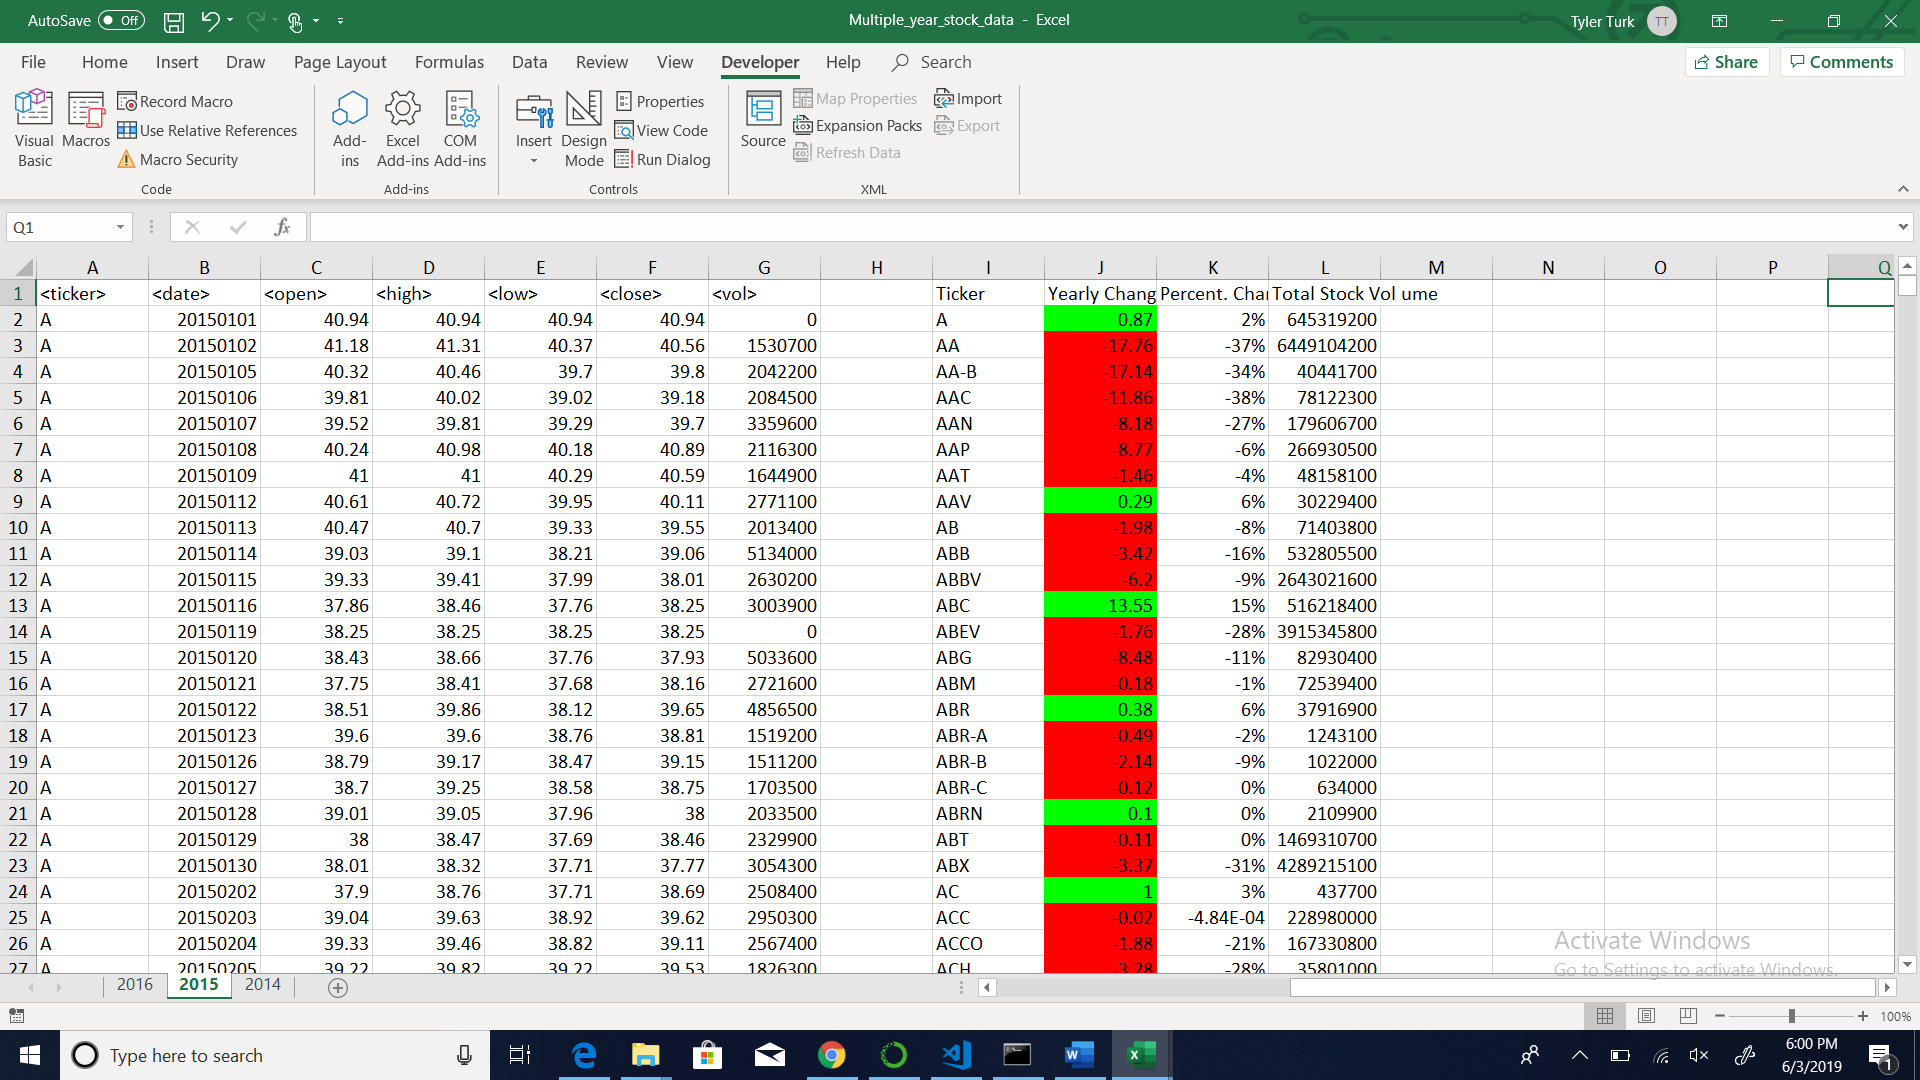 AutoSave Off Multiple_year_stock_data - Excel Tyler Turk TT
File Home Insert Draw Page Layout Formulas Data Review View Developer Help Search Share Comments
Visual Basic
Macros
Record Macro
Use Relative References
Macro Security
Code
Add-ins
Excel Add-ins
COM Add-ins
Add-ins
Insert
Design Mode
Properties
View Code
Run Dialog
Controls
Source
Map Properties
Expansion Packs
Refresh Data
Import
Export
XML
Q1 fx
A B C D E F G H I J K L M N O P Q
1 <ticker> <date> <open> <high> <low> <close> <vol> Ticker Yearly Chang Percent. Chai Total Stock Vol ume
2 A 20150101 40.94 40.94 40.94 40.94 0 A 0.87 2% 645319200
3 A 20150102 41.18 41.31 40.37 40.56 1530700 AA -17.76 -37% 6449104200
4 A 20150105 40.32 40.46 39.7 39.8 2042200 AA-B -17.14 -34% 40441700
5 A 20150106 39.81 40.02 39.02 39.18 2084500 AAC -11.86 -38% 78122300
6 A 20150107 39.52 39.81 39.29 39.7 3359600 AAN -8.18 -27% 179606700
7 A 20150108 40.24 40.98 40.18 40.89 2116300 AAP -8.77 -6% 266930500
8 A 20150109 41 41 40.29 40.59 1644900 AAT -1.46 -4% 48158100
9 A 20150112 40.61 40.72 39.95 40.11 2771100 AAV 0.29 6% 30229400
10 A 20150113 40.47 40.7 39.33 39.55 2013400 AB -1.98 -8% 71403800
11 A 20150114 39.03 39.1 38.21 39.06 5134000 ABB -3.42 -16% 532805500
12 A 20150115 39.33 39.41 37.99 38.01 2630200 ABBV -6.2 -9% 2643021600
13 A 20150116 37.86 38.46 37.76 38.25 3003900 ABC 13.55 15% 516218400
14 A 20150119 38.25 38.25 38.25 38.25 0 ABEV -1.76 -28% 3915345800
15 A 20150120 38.43 38.66 37.76 37.93 5033600 ABG -8.48 -11% 82930400
16 A 20150121 37.75 38.41 37.68 38.16 2721600 ABM -0.18 -1% 72539400
17 A 20150122 38.51 39.86 38.12 39.65 4856500 ABR 0.38 6% 37916900
18 A 20150123 39.6 39.6 38.76 38.81 1519200 ABR-A -0.49 -2% 1243100
19 A 20150126 38.79 39.17 38.47 39.15 1511200 ABR-B -2.14 -9% 1022000
20 A 20150127 38.7 39.25 38.58 38.75 1703500 ABR-C -0.12 0% 634000
21 A 20150128 39.01 39.05 37.96 38 2033500 ABRN 0.1 0% 2109900
22 A 20150129 38 38.47 37.69 38.46 2329900 ABT -0.11 0% 1469310700
23 A 20150130 38.01 38.32 37.71 37.77 3054300 ABX -3.37 -31% 4289215100
24 A 20150202 37.9 38.76 37.71 38.69 2508400 AC 1 3% 437700
25 A 20150203 39.04 39.63 38.92 39.62 2950300 ACC -0.02 -4.84E-04 228980000
26 A 20150204 39.33 39.46 38.82 39.11 2567400 ACCO -1.88 -21% 167330800
27 A 20150205 39.22 39.82 39.22 39.53 1826300 ACH -3.28 -28% 35801000
Activate Windows
Go to Settings to activate Windows.
2016 2015 2014
100%
Type here to search
6:00 PM
6/3/2019
1